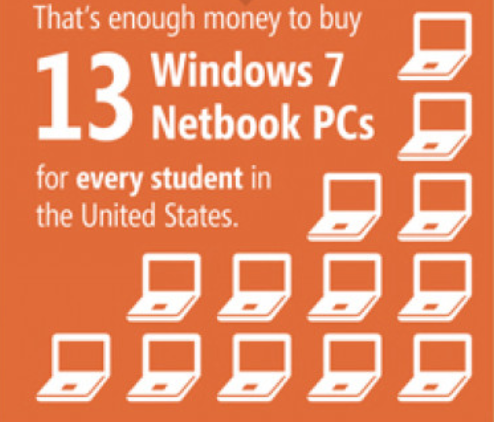 That's enough money to buy
13 Windows 7
Netbook PCs
for every student in
the United States.